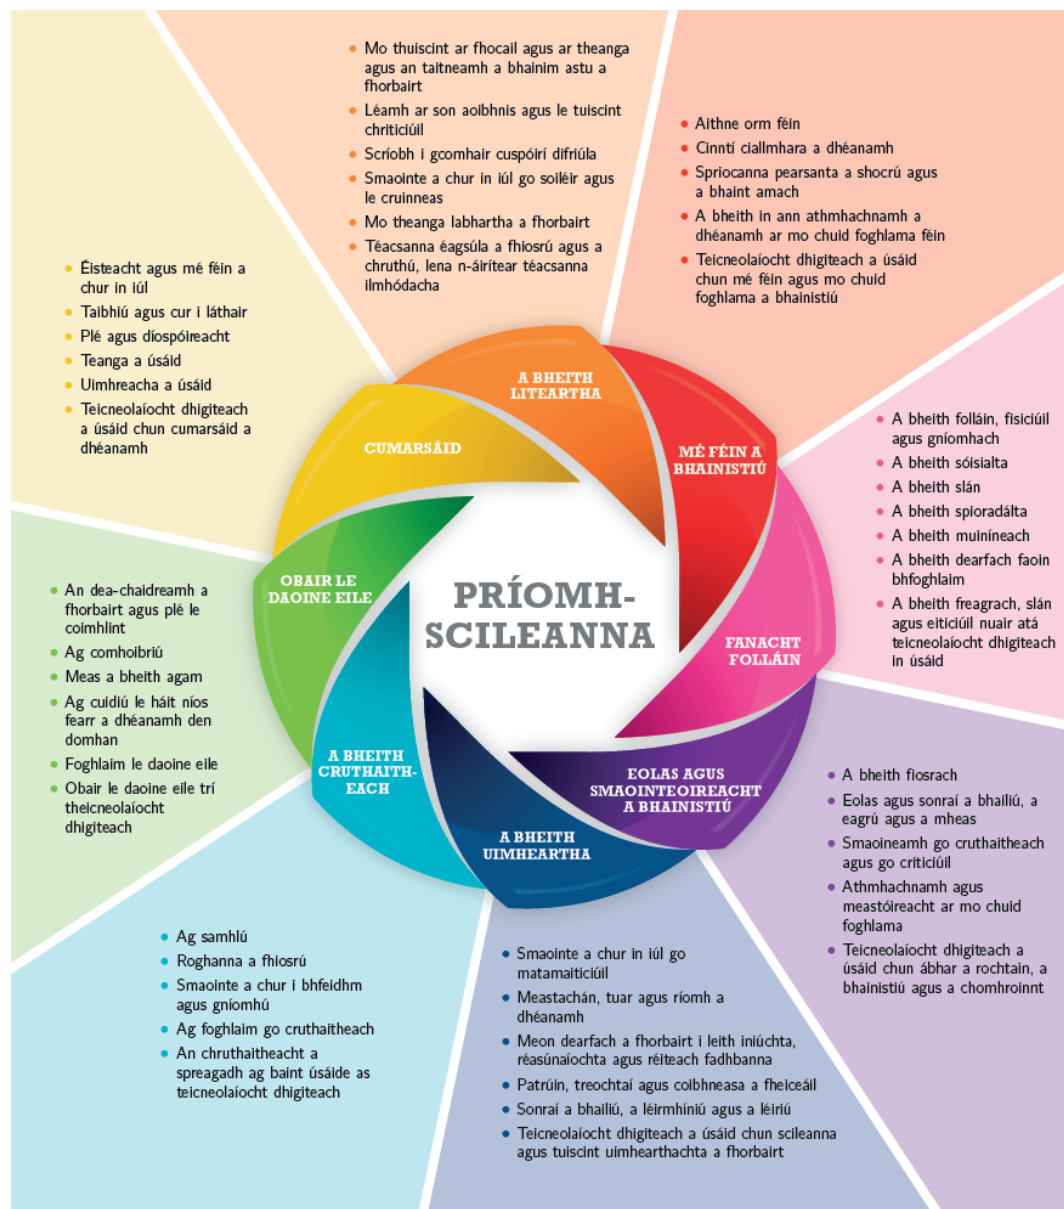 Mo thuiscint ar fhocail agus ar theanga
agus an taitneamh a bhainim astu a
fhorbairt
Léamh ar son aoibhnis agus le tuiscint
chriticiúil
Scríobh i gcomhair cuspóirí difriúla
Smaointe a chur in iúl go soiléir agus
le cruinneas
Mo theanga labhartha a fhorbairt
Téacsanna éagsúla a fhiosrú agus a
chruthú, lena n-áirítear téacsanna
ilmhódacha
Aithne orm féin
Cinntí ciallmhara a dhéanamh
Spriocanna pearsanta a shocrú agus
a bhaint amach
A bheith in ann athmhachnamh a
dhéanamh ar mo chuid foghlama féin
Teicneolaíocht dhigiteach a úsáid
chun mé féin agus mo chuid
foghlama a bhainistiú
Éisteacht agus mé féin a
chur in iúl
Taibhiú agus cur i láthair
Plé agus díospóireacht
Teanga a úsáid
Uimhreacha a úsáid
Teicneolaíocht dhigiteach
a úsáid chun cumarsáid a
dhéanamh
A BHEITH
LITEARTHA
CUMARSÁID
MÉ FÉIN A
BHAINISTIÚ
A bheith folláin, fisiciúil
agus gníomhach
A bheith sóisialta
A bheith slán
A bheith spioradálta
A bheith muiníneach
A bheith dearfach faoin
bhfoghlaim
A bheith freagrach, slán
agus eiticiúil nuair atá
teicneolaíocht dhigiteach
in úsáid
OBAIR LE
DAOINE EILE
PRÍOMH-
SCILEANNA
FANACHT
FOLLÁIN
An dea-chaidreamh a
fhorbairt agus plé le
coimhlint
Ag comhoibriú
Meas a bheith agam
Ag cuidiú le háit níos
fearr a dhéanamh den
domhan
Foghlaim le daoine eile
Obair le daoine eile trí
theicneolaíocht
dhigiteach
A BHEITH
CRUTHAITH-
EACH
EOLAS AGUS
SMAOINTEOIREACHT
A BHAINISTIÚ
A BHEITH
UIMHEARTHA
A bheith fiosrach
Eolas agus sonraí a bhailiú, a
eagrú agus a mheas
Smaoineamh go cruthaitheach
agus go criticiúil
Athmhachnamh agus
meastóireacht ar mo chuid
foghlama
Teicneolaíocht dhigiteach a
úsáid chun ábhar a rochtain, a
bhainistiú agus a chomhroinnt
Ag samhlú
Roghanna a fhiosrú
Smaointe a chur i bhfeidhm
agus gníomhú
Ag foghlaim go cruthaitheach
An chruthaitheacht a
spreagadh ag baint úsáide as
teicneolaíocht dhigiteach
Smaointe a chur in iúl go
matamaiticiúil
Meastachán, tuar agus ríomh a
dhéanamh
Meon dearfach a fhorbairt i leith iniúchta,
réasúnaíochta agus réiteach fadhbanna
Patrúin, treochtaí agus coibhneasa a fheiceáil
Sonraí a bhailiú, a léirmhíniú agus a léiriú
Teicneolaíocht dhigiteach a úsáid chun scileanna
agus tuiscint uimhearthachta a fhorbairt